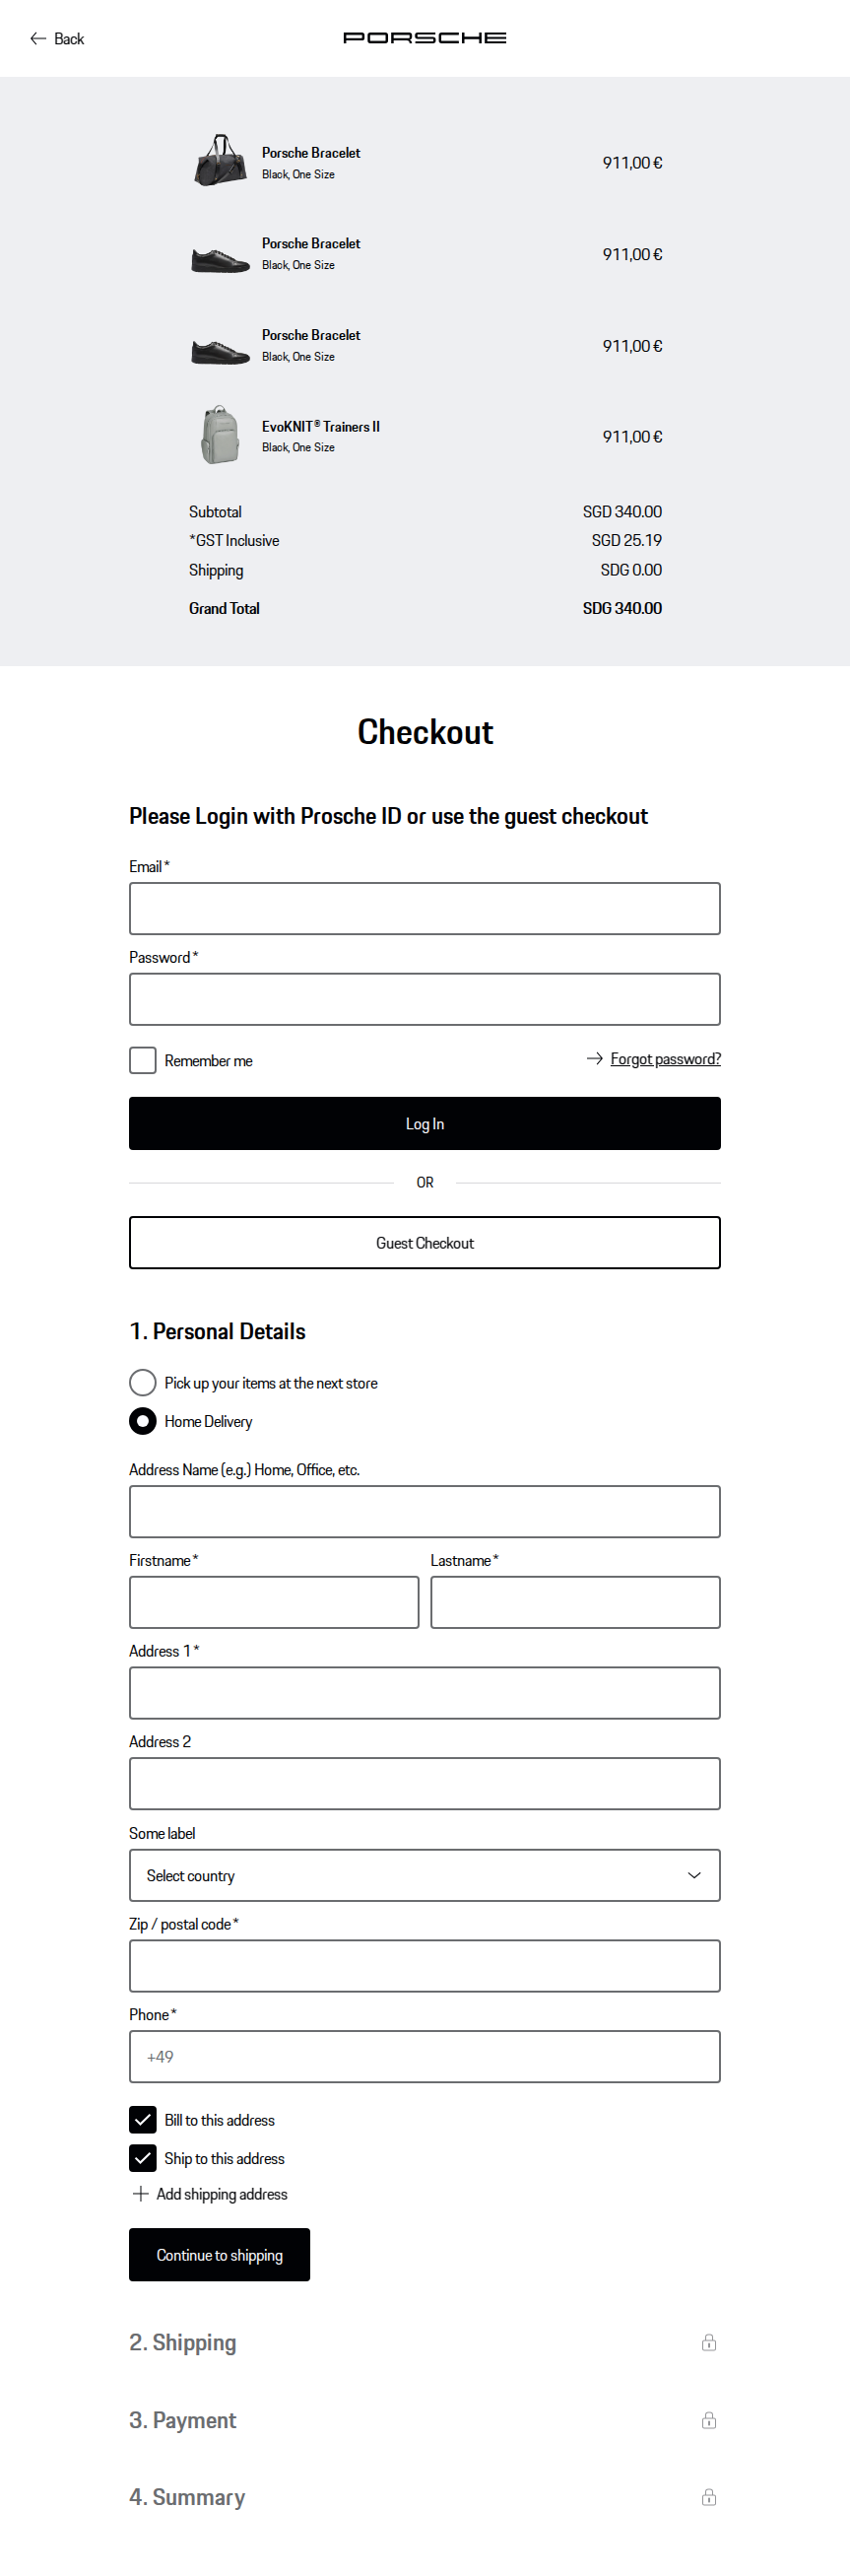 Back
PORSCHE
Porsche Bracelet
Black, One Size
911,00 €
Porsche Bracelet
Black, One Size
911,00 €
Porsche Bracelet
Black, One Size
911,00 €
EvoKNIT® Trainers II
Black, One Size
911,00 €
Subtotal SGD 340.00
*GST Inclusive SGD 25.19
Shipping SDG 0.00
Grand Total SDG 340.00
Checkout
Please Login with Prosche ID or use the guest checkout
Email *
Password *
Remember me
Forgot password?
Log In
OR
Guest Checkout
1. Personal Details
Pick up your items at the next store
Home Delivery
Address Name (e.g.) Home, Office, etc.
Firstname * Lastname *
Address 1 *
Address 2
Some label
Select country
Zip / postal code *
Phone *
+49
Bill to this address
Ship to this address
Add shipping address
Continue to shipping
2. Shipping
3. Payment
4. Summary